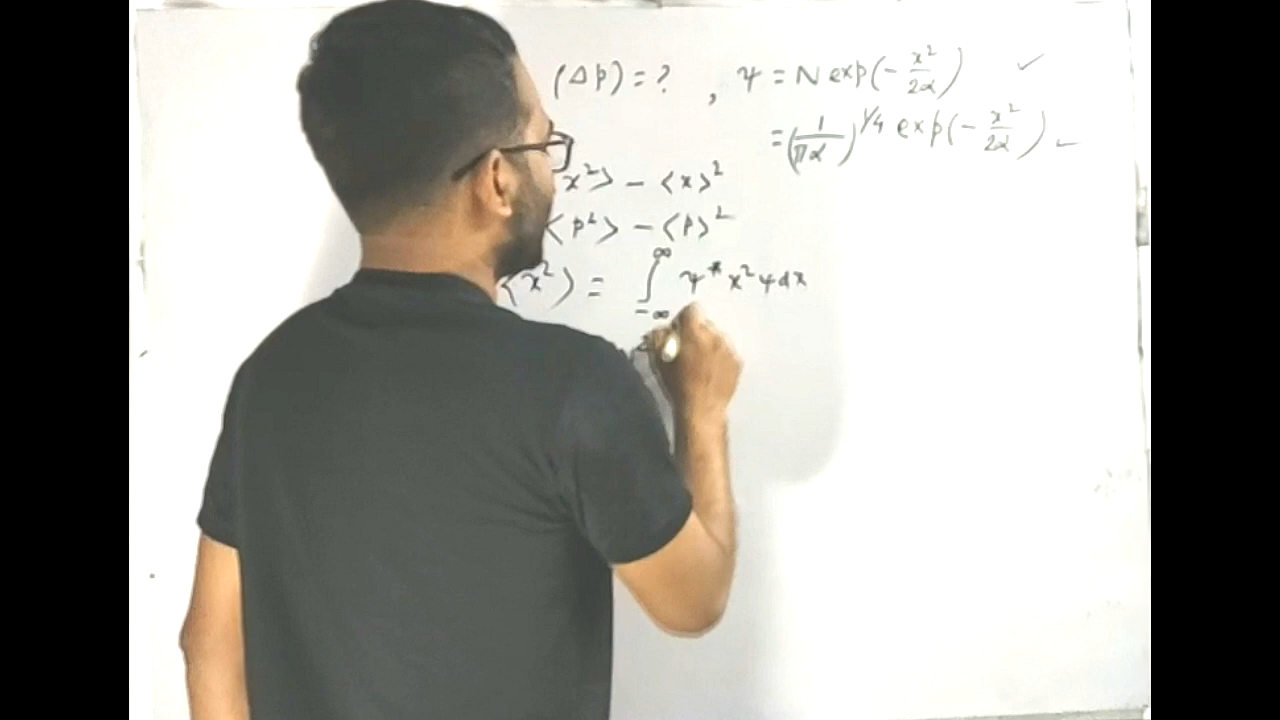 (Δp) = ? , ψ = N exp(- x²/2α) ✓
= (1/πα)^1/4 exp(- x²/2α) ✓
x²> - <x>²
<p²> - <p>²
<x²> = ∫_{-∞}^{∞} ψ* x² ψ dx